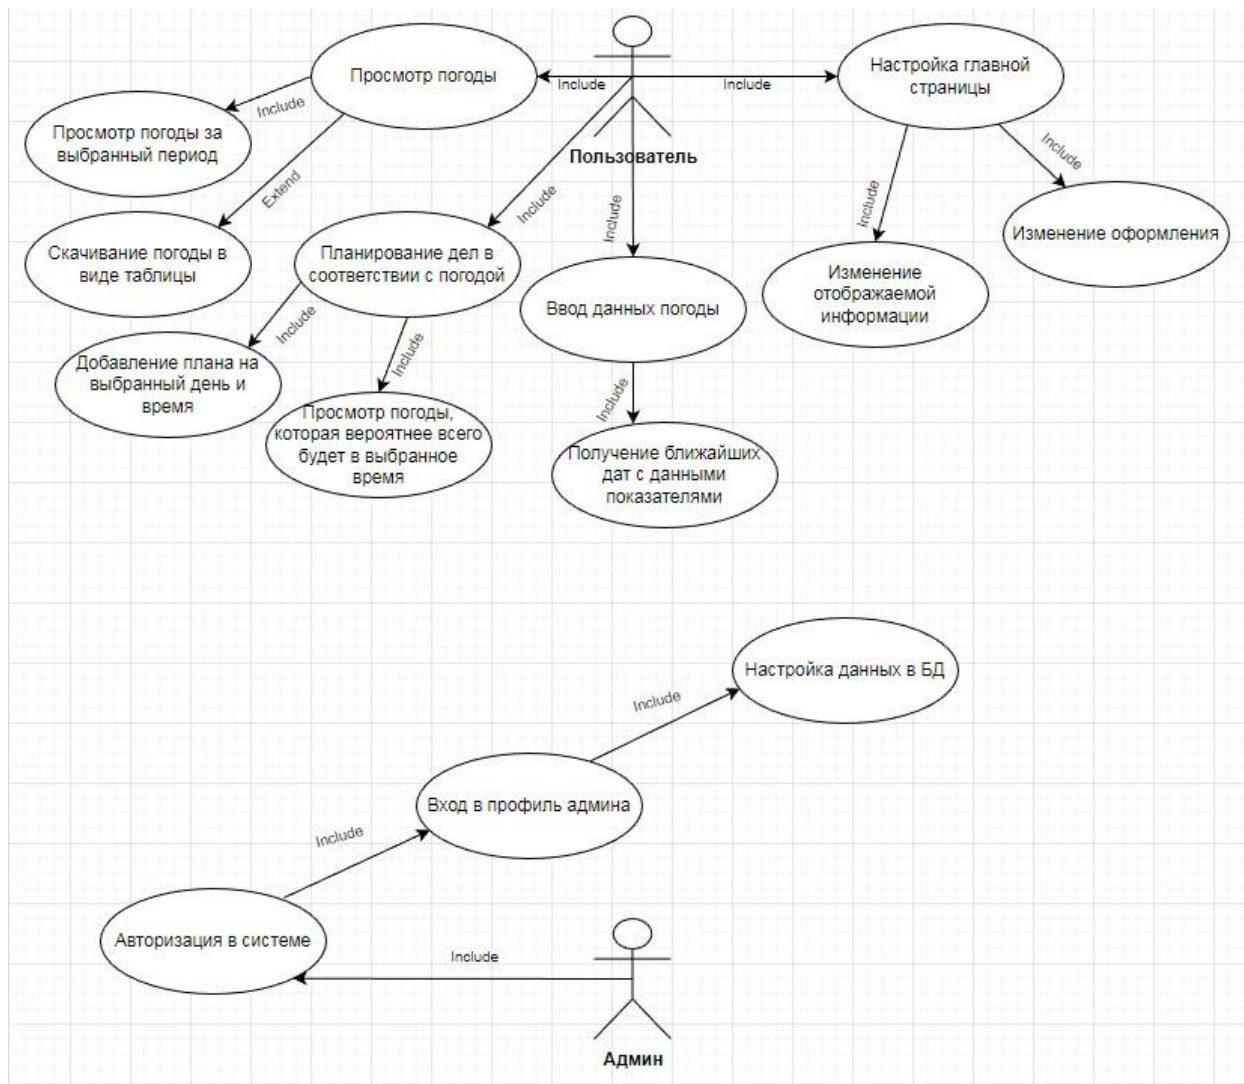 Просмотр погоды
Include
Include
Настройка главной
страницы
Include
Просмотр погоды за
выбранный период
Пользователь
Include
Extend
Include
Include
Include
Скачивание погоды в
виде таблицы
Планирование дел в
соответствии с погодой
Изменение оформления
Изменение
отображаемой
информации
Ввод данных погоды
Include
Include
Добавление плана на
выбранный день и
время
Include
Просмотр погоды,
которая вероятнее всего
будет в выбранное
время
Получение ближайших
дат с данными
показателями
Настройка данных в БД
Include
Вход в профиль админа
Include
Авторизация в системе
Include
Админ